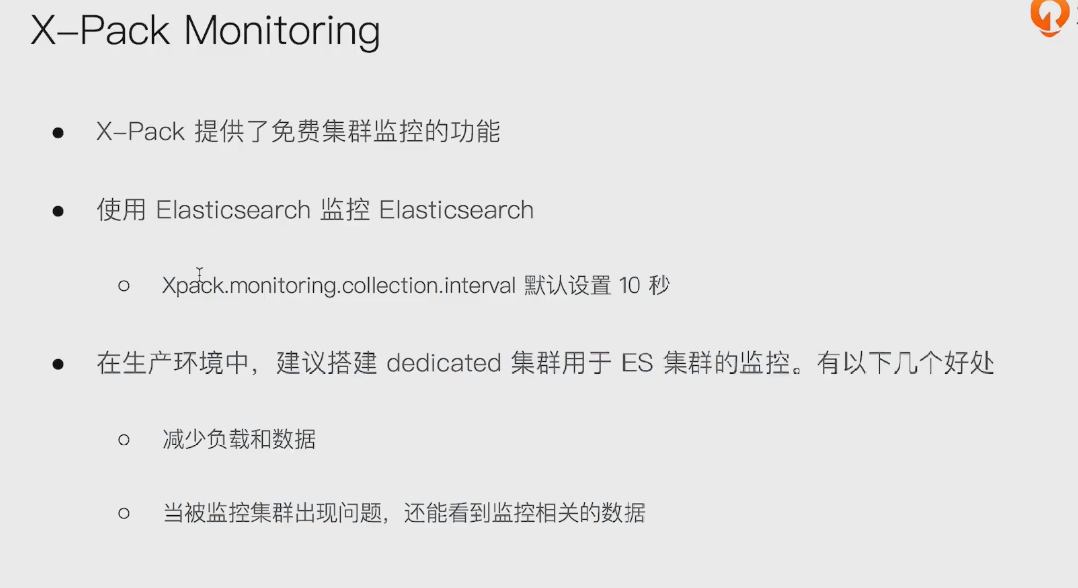 X-Pack Monitoring
● X-Pack 提供了免费集群监控的功能
● 使用 Elasticsearch 监控 Elasticsearch
○ Xpack.monitoring.collection.interval 默认设置 10 秒
● 在生产环境中，建议搭建 dedicated 集群用于 ES 集群的监控。有以下几个好处
○ 减少负载和数据
○ 当被监控集群出现问题，还能看到监控相关的数据